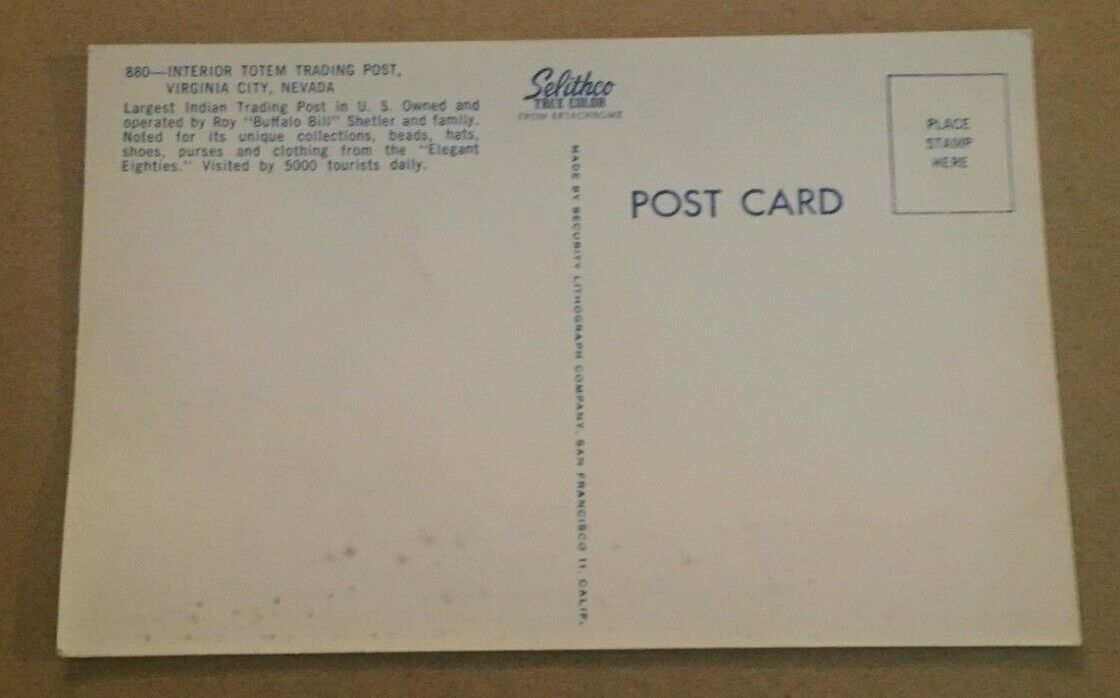 880—INTERIOR TOTEM TRADING POST,
VIRGINIA CITY, NEVADA
Largest Indian Trading Post in U. S. Owned and
operated by Roy "Buffalo Bill" Shetler and family.
Noted for its unique collections, beads, hats,
shoes, purses and clothing from the "Elegant
Eighties." Visited by 5000 tourists daily.
Selithco
TRUE COLOR
FROM EKTACHROME
MADE BY SECURITY LITHOGRAPH COMPANY, SAN FRANCISCO 11, CALIF.
POST CARD
PLACE
STAMP
HERE